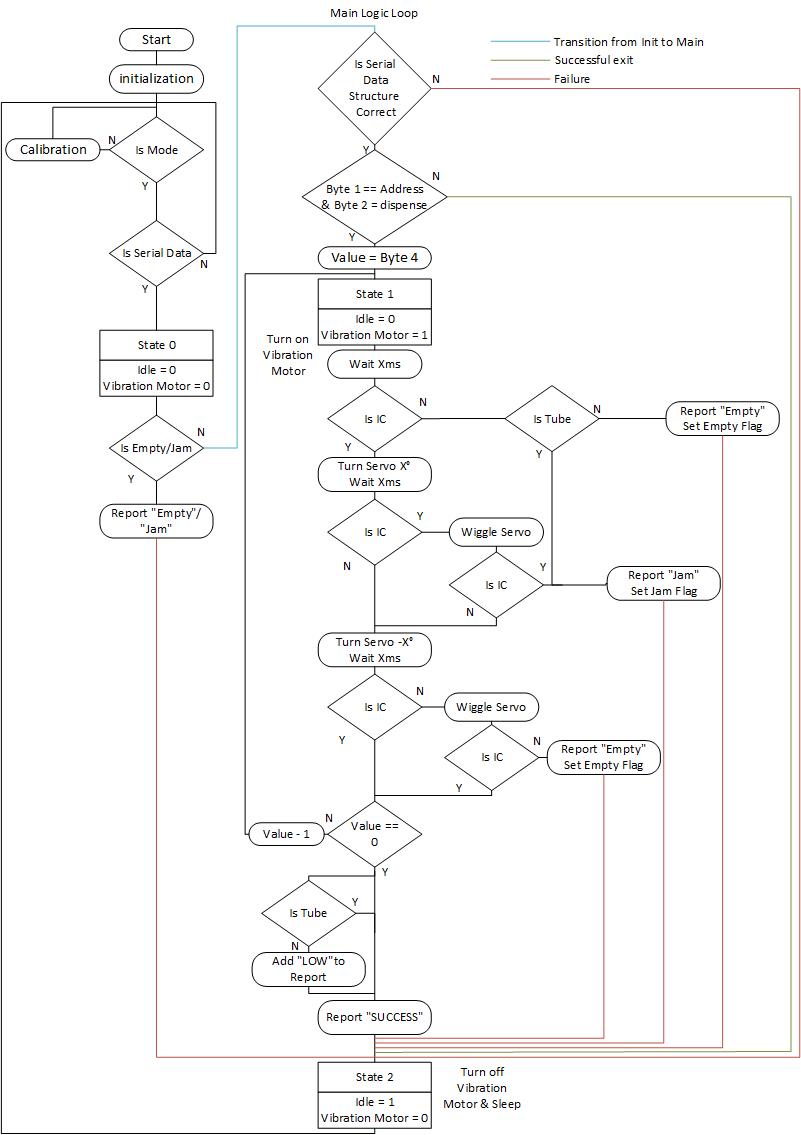 Main Logic Loop
Start
initialization
Is Mode
N
Y
Calibration
Is Serial Data
N
Y
State 0
Idle = 0
Vibration Motor = 0
Is Empty/Jam
N
Y
Report "Empty"/
"Jam"
Transition from Init to Main
Successful exit
Failure
Is Serial
Data
Structure
Correct
N
Y
Byte 1 == Address
& Byte 2 = dispense
N
Y
Value = Byte 4
State 1
Idle = 0
Vibration Motor = 1
Turn on
Vibration
Motor
Wait Xms
Is IC
N
Y
Is Tube
N
Y
Report "Empty"
Set Empty Flag
Turn Servo X°
Wait Xms
Is IC
Y
N
Wiggle Servo
Is IC
Y
N
Report "Jam"
Set Jam Flag
Turn Servo -X°
Wait Xms
Is IC
N
Y
Wiggle Servo
Is IC
N
Y
Report "Empty"
Set Empty Flag
Value ==
0
N
Y
Value - 1
Is Tube
Y
N
Add "LOW"to
Report
Report "SUCCESS"
State 2
Idle = 1
Vibration Motor = 0
Turn off
Vibration
Motor & Sleep